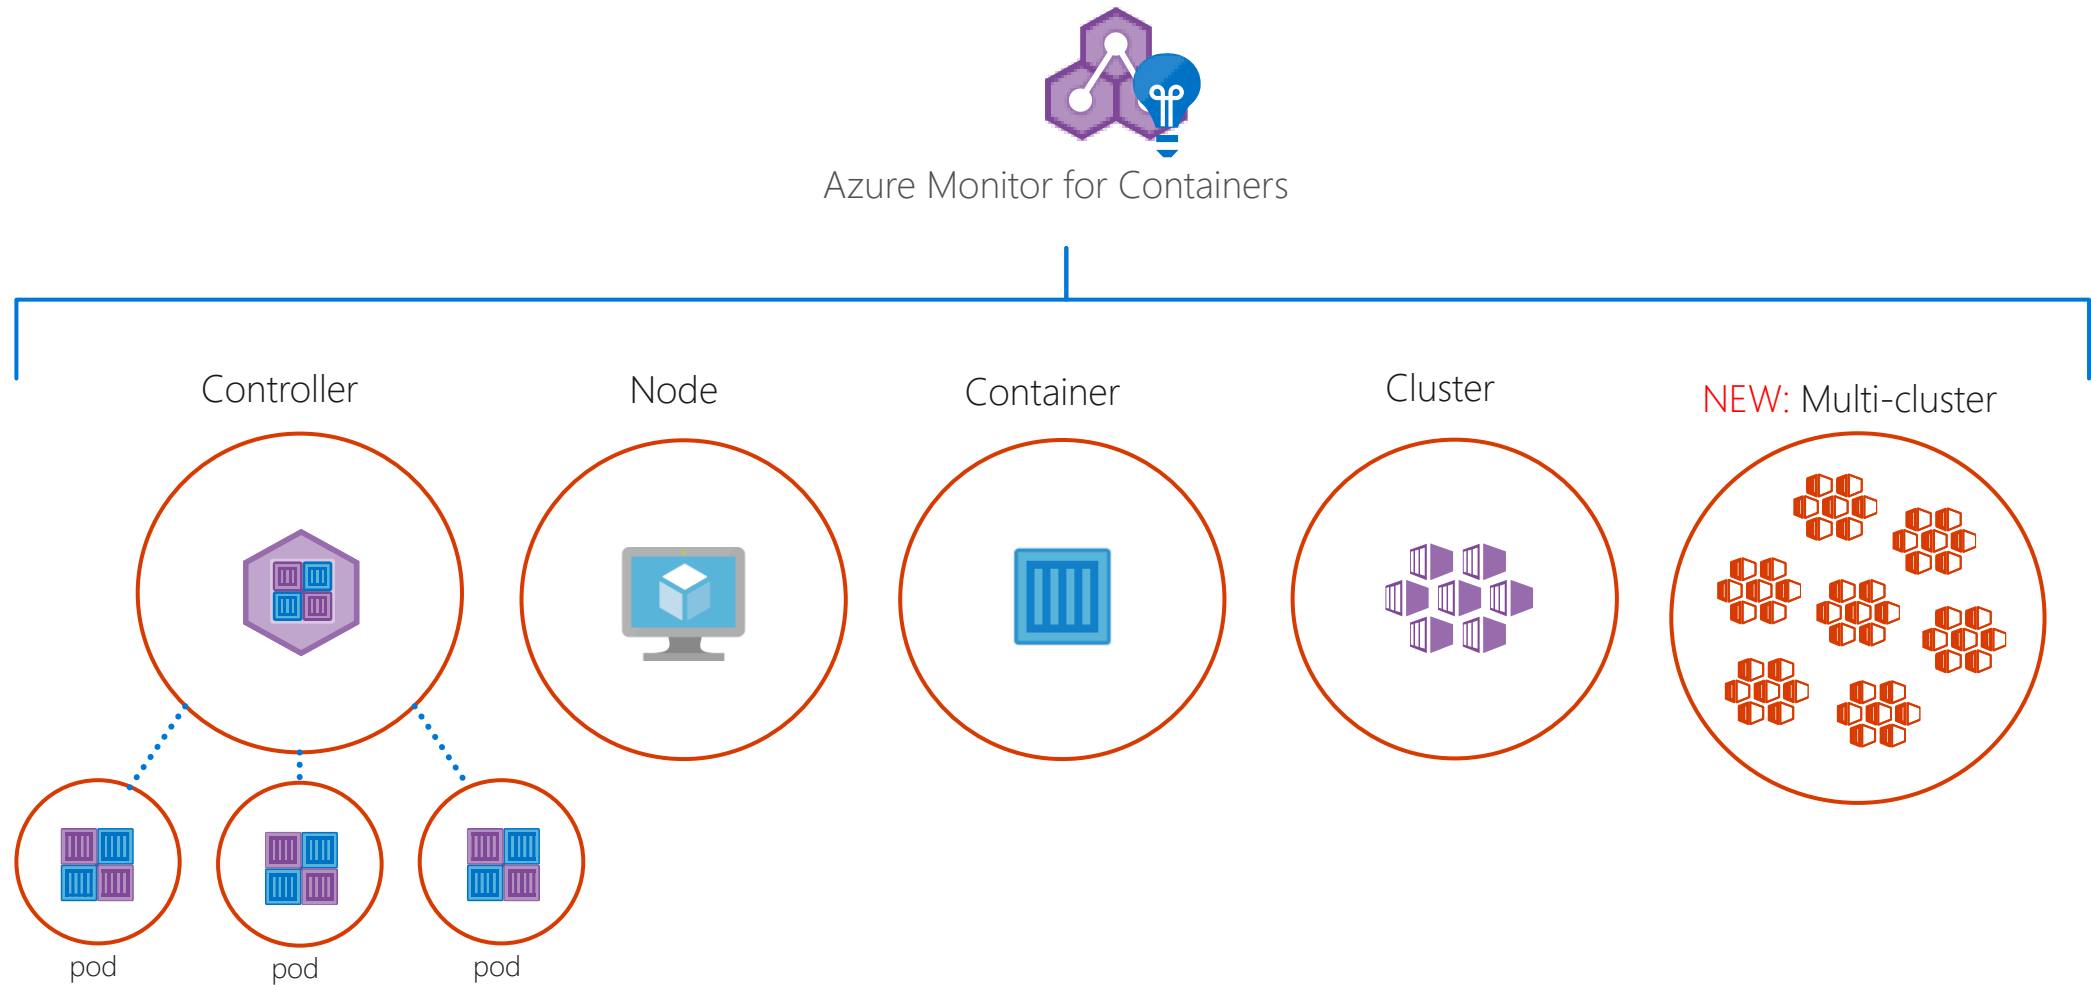 Azure Monitor for Containers
Controller
Node
Container
Cluster
NEW: Multi-cluster
pod
pod
pod